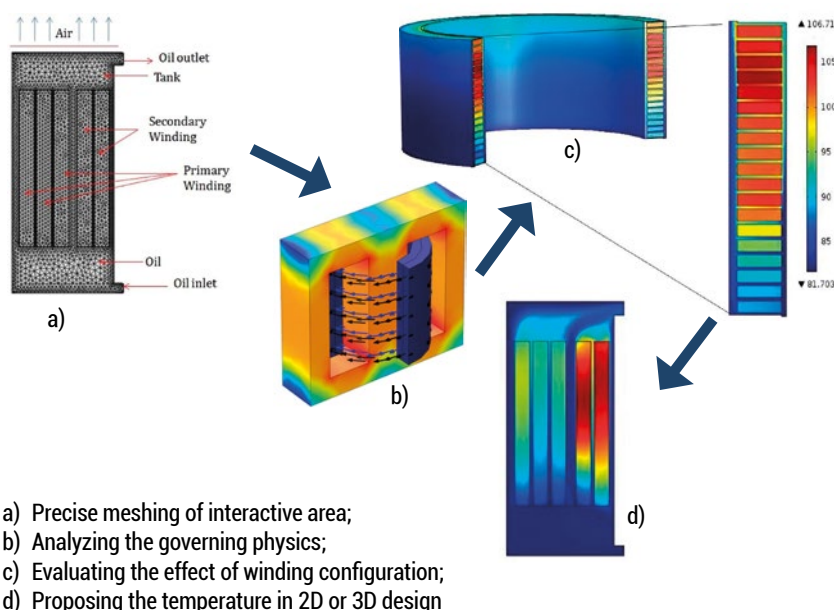 Air
Oil outlet
Tank
Secondary
Winding
Primary
Winding
Oil
Oil inlet
a)
b)
c)
▲ 106.71
105
100
95
90
85
▼ 81.703
d)
a) Precise meshing of interactive area;
b) Analyzing the governing physics;
c) Evaluating the effect of winding configuration;
d) Proposing the temperature in 2D or 3D design